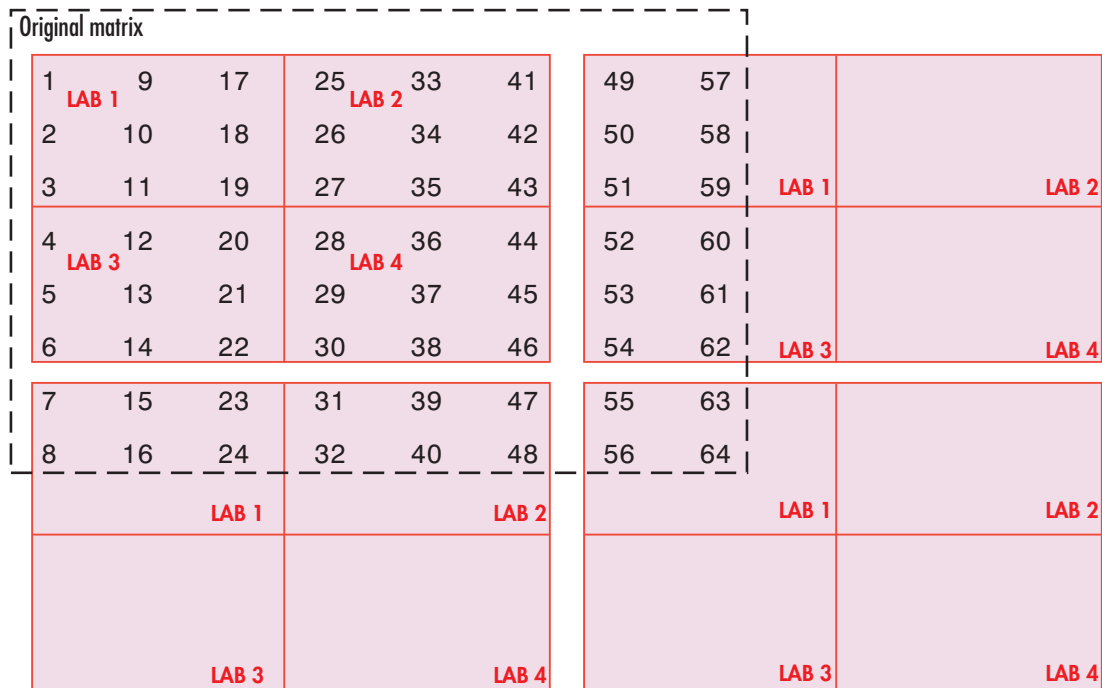 Original matrix
1 9 17 25 33 41 49 57
LAB 1 LAB 2
2 10 18 26 34 42 50 58
3 11 19 27 35 43 51 59 LAB 1 LAB 2
4 12 20 28 36 44 52 60
LAB 3 LAB 4
5 13 21 29 37 45 53 61
6 14 22 30 38 46 54 62 LAB 3 LAB 4
7 15 23 31 39 47 55 63
8 16 24 32 40 48 56 64
LAB 1 LAB 2 LAB 1 LAB 2
LAB 3 LAB 4 LAB 3 LAB 4